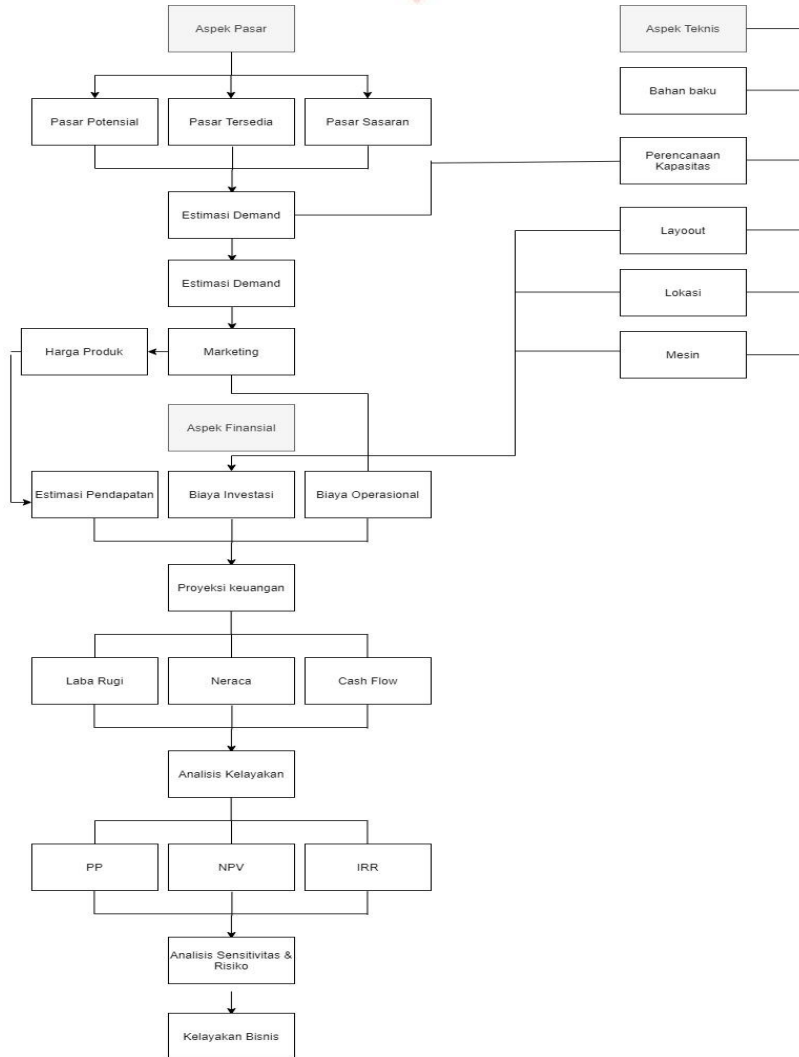 Aspek Pasar
Aspek Teknis
Bahan baku
Pasar Potensial
Pasar Tersedia
Pasar Sasaran
Perencanaan
Kapasitas
Estimasi Demand
Layoout
Estimasi Demand
Lokasi
Harga Produk
Marketing
Mesin
Aspek Finansial
Estimasi Pendapatan
Biaya Investasi
Biaya Operasional
Proyeksi keuangan
Laba Rugi
Neraca
Cash Flow
Analisis Kelayakan
PP
NPV
IRR
Analisis Sensitivitas &
Risiko
Kelayakan Bisnis